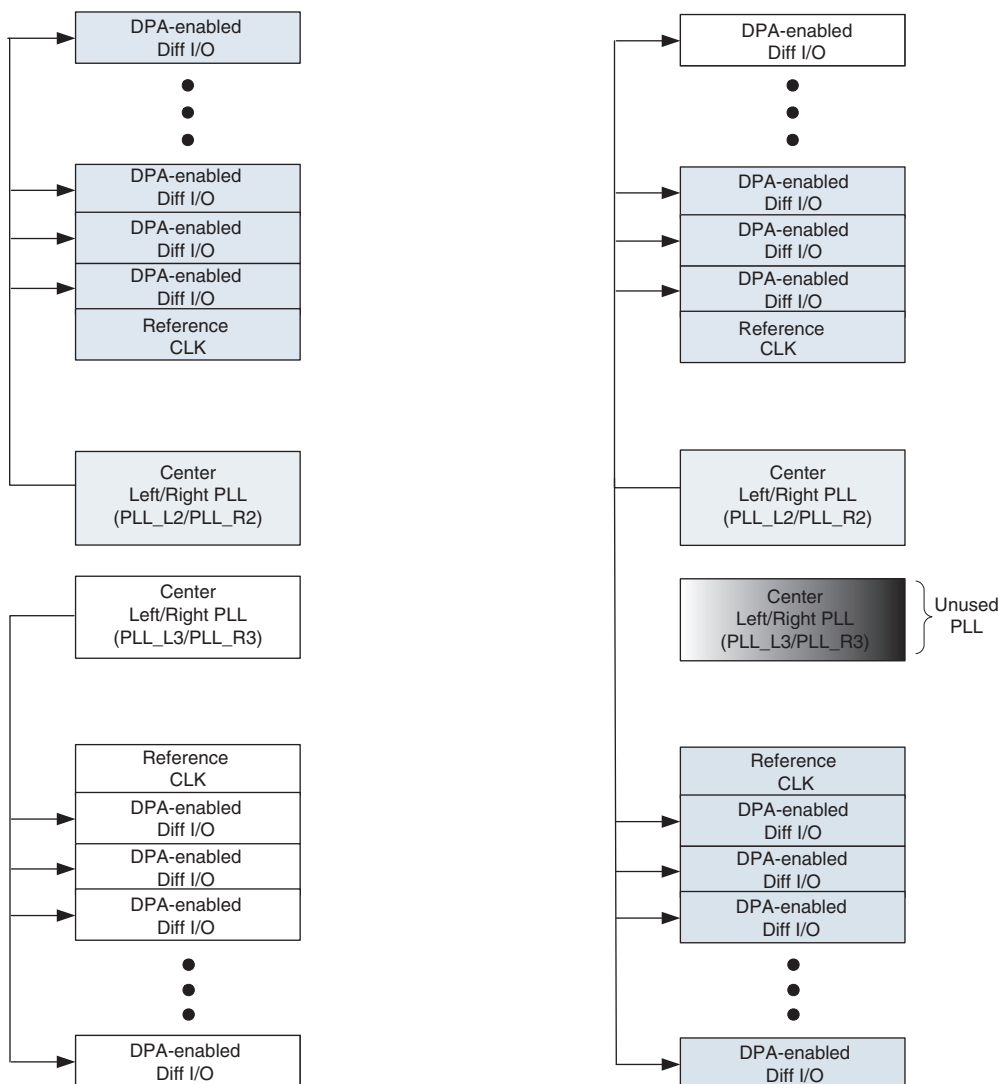 DPA-enabled
Diff I/O
DPA-enabled
Diff I/O
DPA-enabled
Diff I/O
DPA-enabled
Diff I/O
Reference
CLK
Center
Left/Right PLL
(PLL_L2/PLL_R2)
Center
Left/Right PLL
(PLL_L3/PLL_R3)
Reference
CLK
DPA-enabled
Diff I/O
DPA-enabled
Diff I/O
DPA-enabled
Diff I/O
DPA-enabled
Diff I/O
DPA-enabled
Diff I/O
DPA-enabled
Diff I/O
DPA-enabled
Diff I/O
DPA-enabled
Diff I/O
Reference
CLK
Center
Left/Right PLL
(PLL_L2/PLL_R2)
Center
Left/Right PLL
(PLL_L3/PLL_R3)
Unused
PLL
Reference
CLK
DPA-enabled
Diff I/O
DPA-enabled
Diff I/O
DPA-enabled
Diff I/O
DPA-enabled
Diff I/O